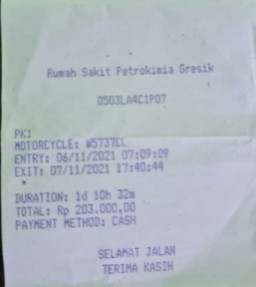 Rumah Sakit Petrokimia Gresik
0503LA4C1P07
PKI
MOTORCYCLE: W5737CL
ENTRY: 06/11/2021 07:09:09
EXIT: 07/11/2021 17:40:44
DURATION: 1d 10h 32m
TOTAL: Rp 203.000,00
PAYMENT METHOD: CASH
SELAMAT JALAN
TERIMA KASIH